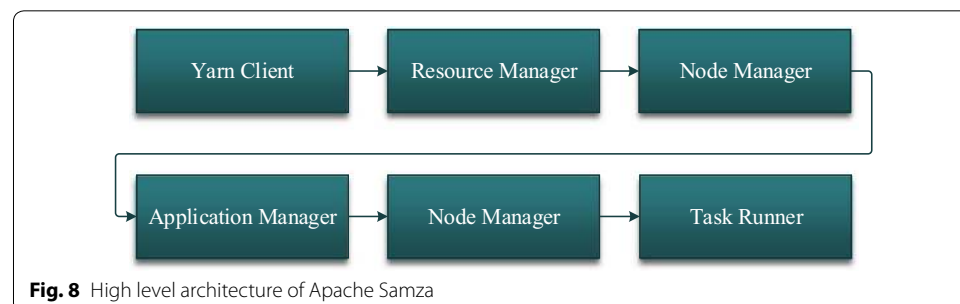 Yarn Client
Resource Manager
Node Manager
Application Manager
Node Manager
Task Runner
Fig. 8 High level architecture of Apache Samza